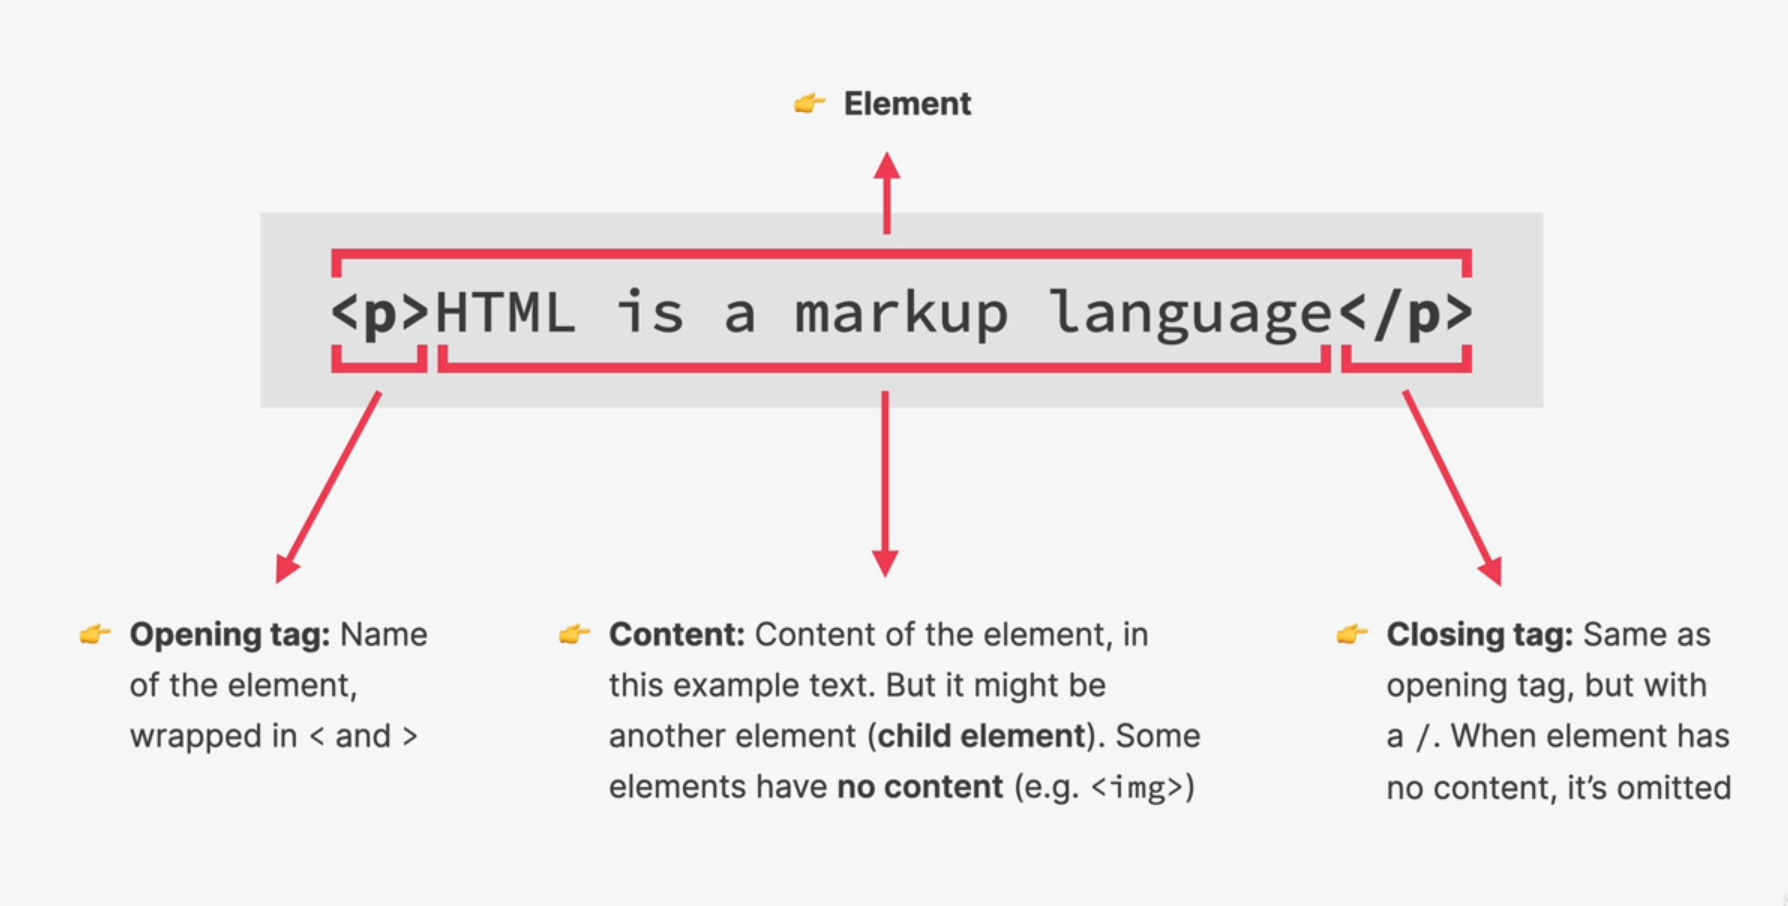 👉 Element
<p>HTML is a markup language</p>
👉 Opening tag: Name
of the element,
wrapped in < and >
👉 Content: Content of the element, in
this example text. But it might be
another element (child element). Some
elements have no content (e.g. <img>)
👉 Closing tag: Same as
opening tag, but with
a /. When element has
no content, it’s omitted